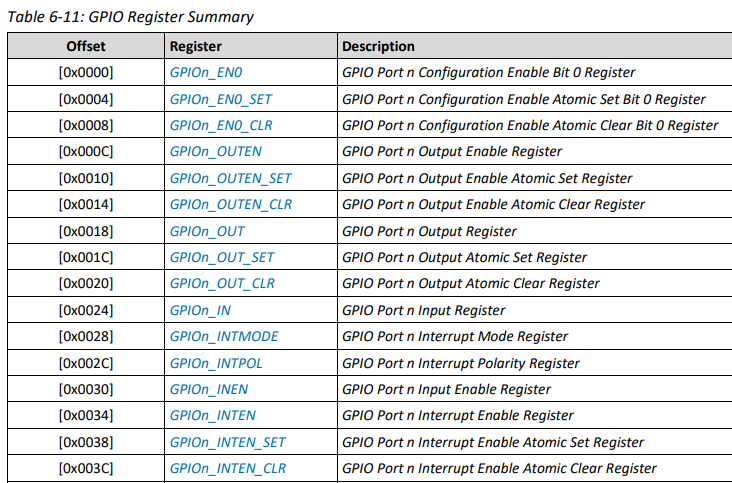 Table 6-11: GPIO Register Summary
Offset Register Description
[0x0000] GPIOn_EN0 GPIO Port n Configuration Enable Bit 0 Register
[0x0004] GPIOn_EN0_SET GPIO Port n Configuration Enable Atomic Set Bit 0 Register
[0x0008] GPIOn_EN0_CLR GPIO Port n Configuration Enable Atomic Clear Bit 0 Register
[0x000C] GPIOn_OUTEN GPIO Port n Output Enable Register
[0x0010] GPIOn_OUTEN_SET GPIO Port n Output Enable Atomic Set Register
[0x0014] GPIOn_OUTEN_CLR GPIO Port n Output Enable Atomic Clear Register
[0x0018] GPIOn_OUT GPIO Port n Output Register
[0x001C] GPIOn_OUT_SET GPIO Port n Output Atomic Set Register
[0x0020] GPIOn_OUT_CLR GPIO Port n Output Atomic Clear Register
[0x0024] GPIOn_IN GPIO Port n Input Register
[0x0028] GPIOn_INTMODE GPIO Port n Interrupt Mode Register
[0x002C] GPIOn_INTPOL GPIO Port n Interrupt Polarity Register
[0x0030] GPIOn_INEN GPIO Port n Input Enable Register
[0x0034] GPIOn_INTEN GPIO Port n Interrupt Enable Register
[0x0038] GPIOn_INTEN_SET GPIO Port n Interrupt Enable Atomic Set Register
[0x003C] GPIOn_INTEN_CLR GPIO Port n Interrupt Enable Atomic Clear Register